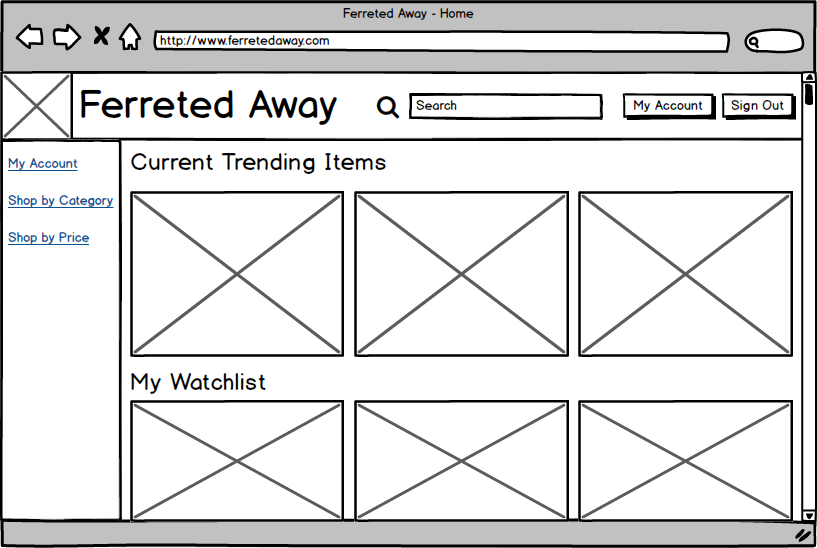 Ferreted Away - Home
http://www.ferretedaway.com
Ferreted Away
Search
My Account
Sign Out
My Account
Shop by Category
Shop by Price
Current Trending Items
My Watchlist